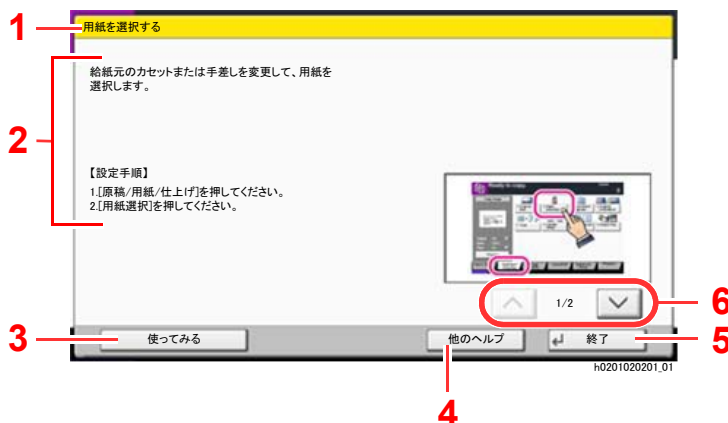 1
用紙を選択する
2
給紙元のカセットまたは手差しを変更して、用紙を
選択します。
【設定手順】
1.[原稿/用紙/仕上げ]を押してください。
2.[用紙選択]を押してください。
Ready to copy.
1/2
6
3
使ってみる
他のヘルプ
終了
5
h0201020201_01
4